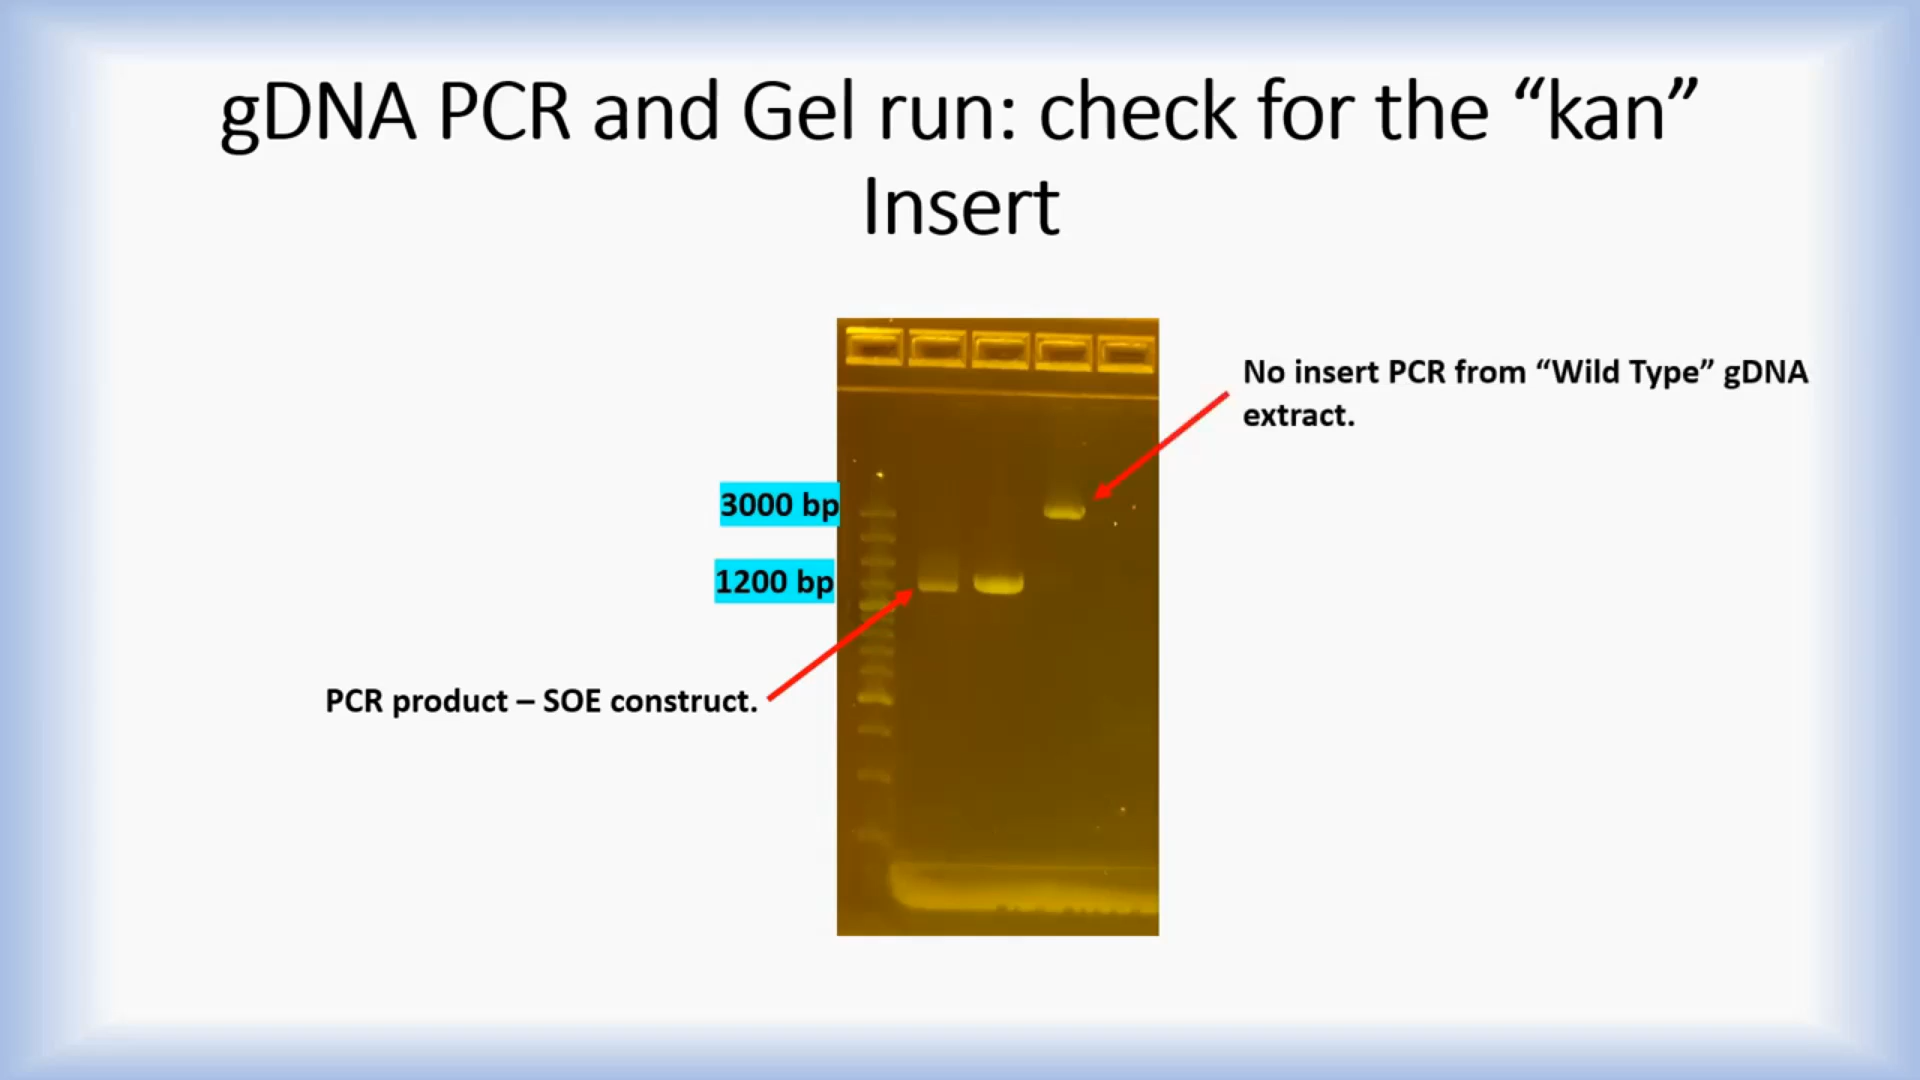 gDNA PCR and Gel run: check for the “kan”
Insert
No insert PCR from “Wild Type” gDNA
extract.
3000 bp
1200 bp
PCR product – SOE construct.